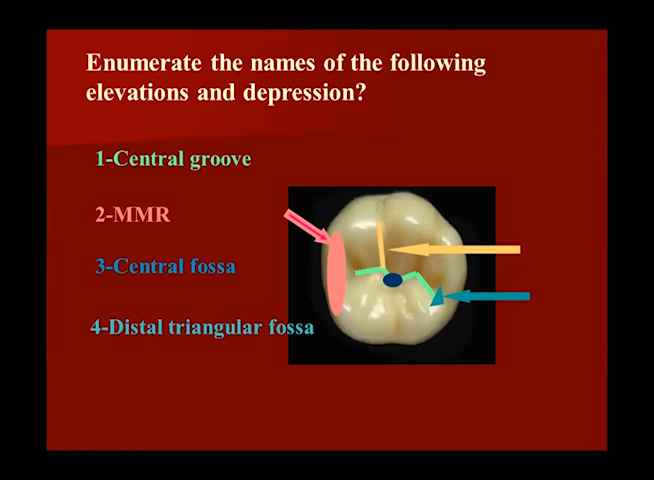 Enumerate the names of the following
elevations and depression?
1-Central groove
2-MMR
3-Central fossa
4-Distal triangular fossa